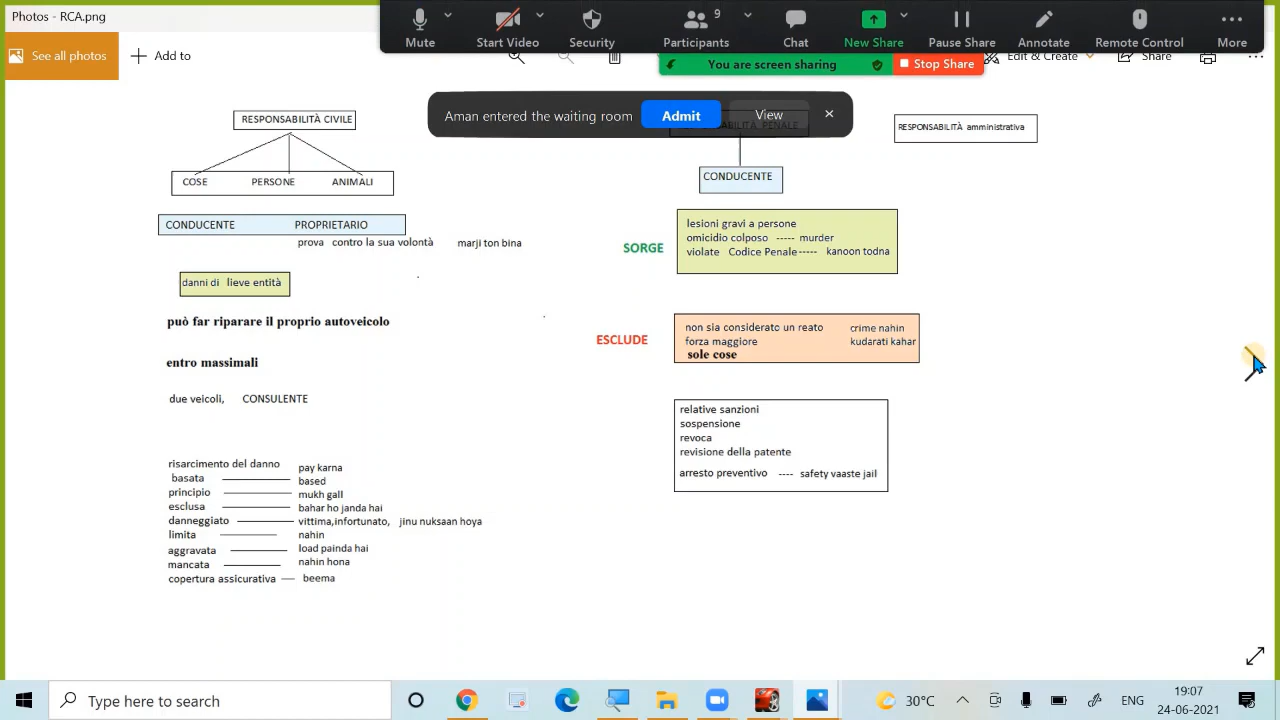 Photos - RCA.png
Mute
Start Video
Security
Participants
9
Chat
New Share
Pause Share
Annotate
Remote Control
More
See all photos
Add to
You are screen sharing
Stop Share
Edit & Create
Share
Aman entered the waiting room
Admit
View
RESPONSABILITÀ CIVILE
COSE PERSONE ANIMALI
CONDUCENTE PROPRIETARIO
prova contro la sua volontà marji ton bina
danni di lieve entità
può far riparare il proprio autoveicolo
entro massimali
due veicoli, CONSULENTE
risarcimento del danno pay karna
basata based
principio mukh gall
esclusa bahar ho janda hai
danneggiato vittima,infortunato, jinu nuksaan hoya
limita nahin
aggravata load painda hai
mancata nahin hona
copertura assicurativa beema
PENALE
CONDUCENTE
SORGE
lesioni gravi a persone
omicidio colposo ----- murder
violate Codice Penale ----- kanoon todna
ESCLUDE
non sia considerato un reato crime nahin
forza maggiore kudarati kahar
sole cose
relative sanzioni
sospensione
revoca
revisione della patente
arresto preventivo ---- safety vaaste jail
RESPONSABILITÀ amministrativa
Type here to search
30°C
ENG
19:07
24-06-2021